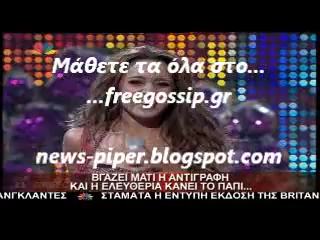 Μάθετε τα όλα στο...
...freegossip.gr
news-piper.blogspot.com
ΒΓΑΖΕΙ ΜΑΤΙ Η ΑΝΤΙΓΡΑΦΗ
ΚΑΙ Η ΕΛΕΥΘΕΡΙΑ ΚΑΝΕΙ ΤΟ ΠΑΠΙ...
ΑΝΓΚΛΑΝΤΕΣ ΣΤΑΜΑΤΑ Η ΕΝΤΥΠΗ ΕΚΔΟΣΗ ΤΗΣ BRITAN